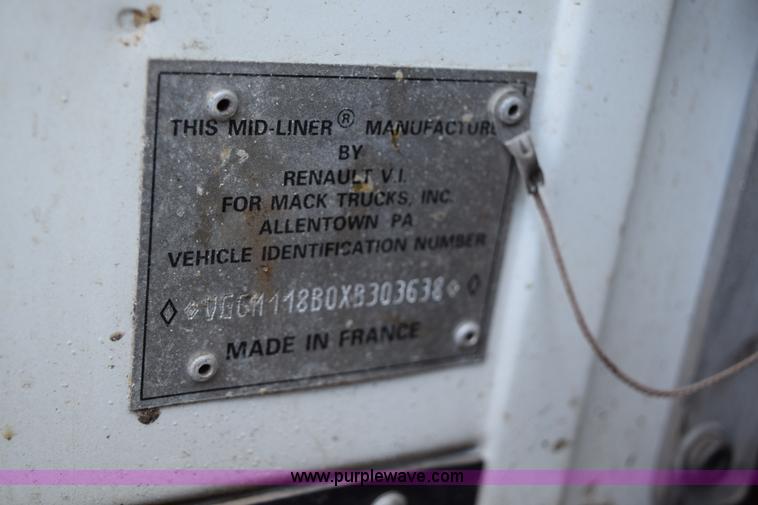 THIS MID-LINER® MANUFACTURE
BY
RENAULT V.I.
FOR MACK TRUCKS, INC.
ALLENTOWN PA
VEHICLE IDENTIFICATION NUMBER
VG6M118B0XB303638
MADE IN FRANCE
www.purplewave.com